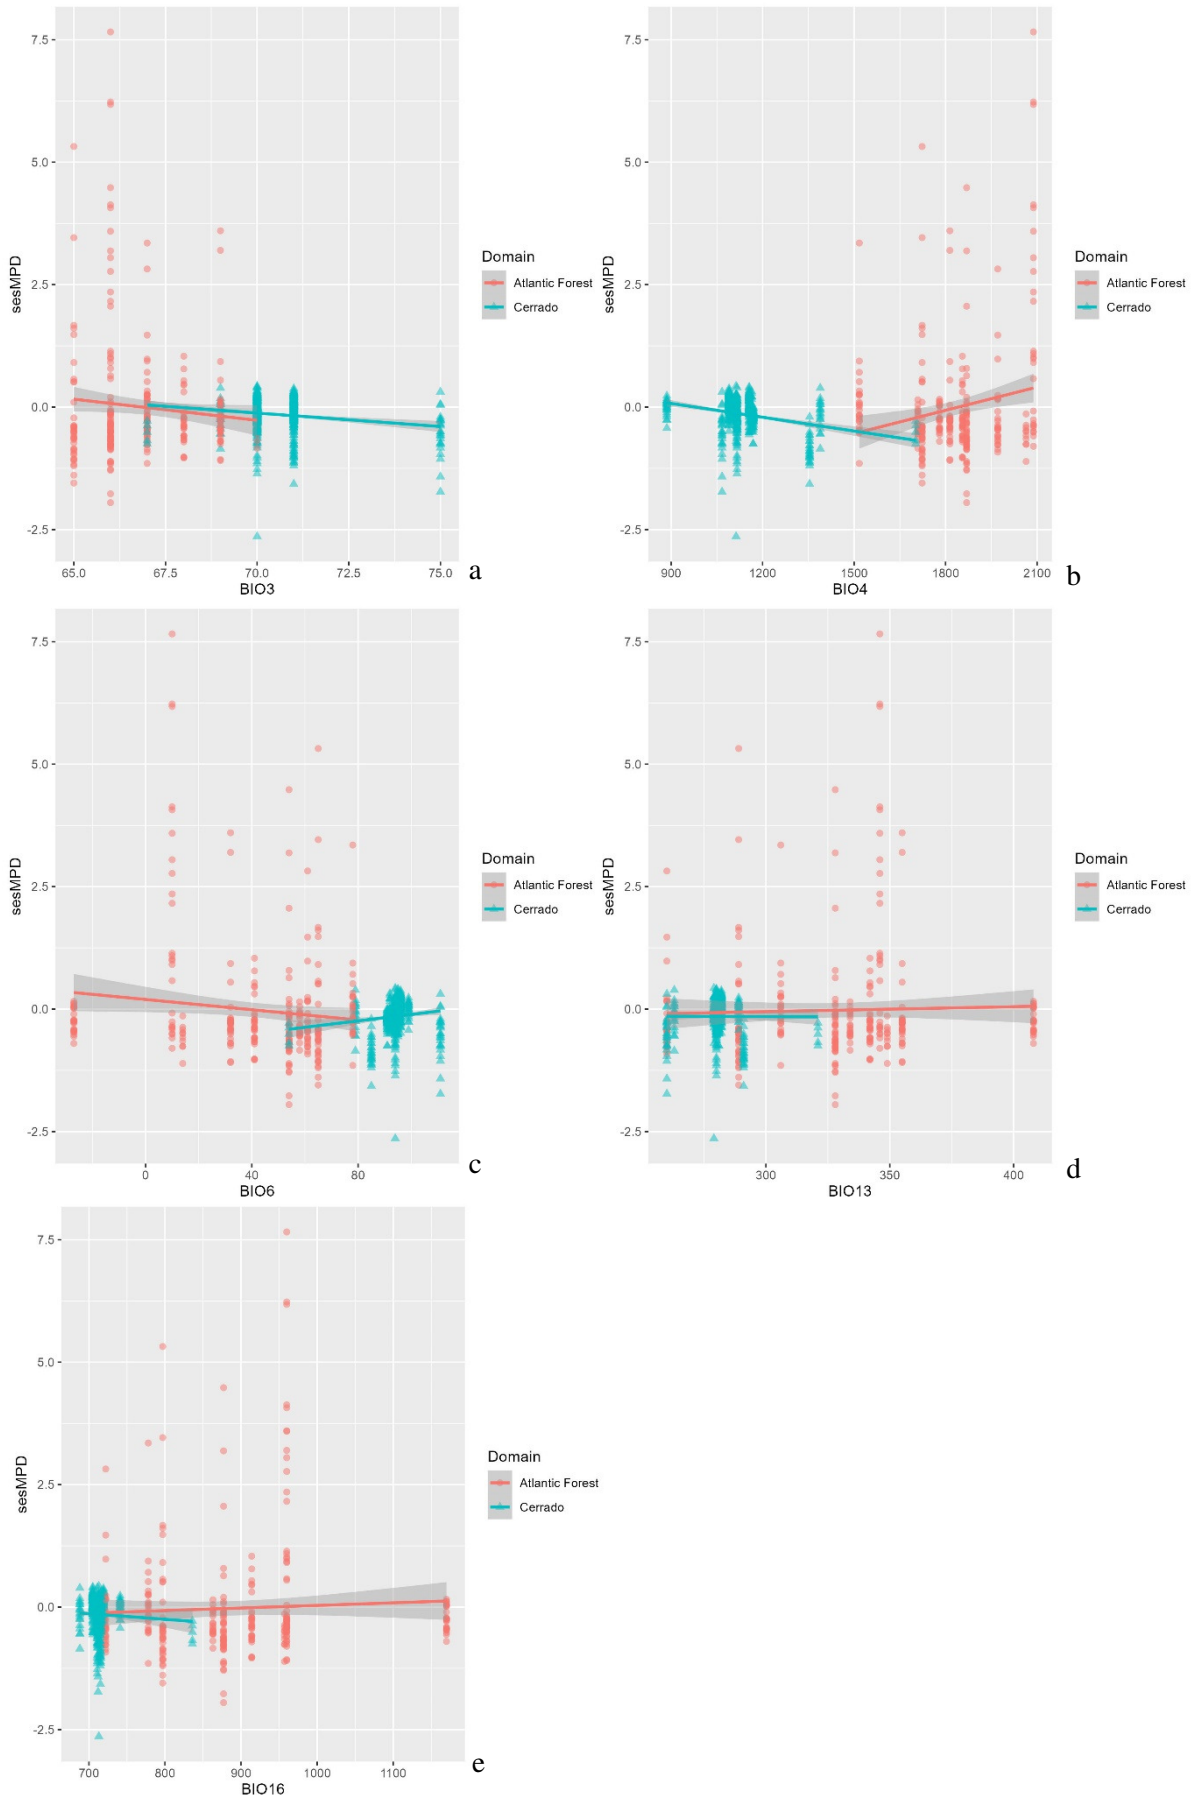 7.5
5.0
2.5
0.0
-2.5
sesMPD
65.0 67.5 70.0 72.5 75.0
BIO3
Domain
Atlantic Forest
Cerrado
a
7.5
5.0
2.5
0.0
-2.5
sesMPD
900 1200 1500 1800 2100
BIO4
Domain
Atlantic Forest
Cerrado
b
7.5
5.0
2.5
0.0
-2.5
sesMPD
0 40 80
BIO6
Domain
Atlantic Forest
Cerrado
c
7.5
5.0
2.5
0.0
-2.5
sesMPD
300 350 400
BIO13
Domain
Atlantic Forest
Cerrado
d
7.5
5.0
2.5
0.0
-2.5
sesMPD
700 800 900 1000 1100
BIO16
Domain
Atlantic Forest
Cerrado
e